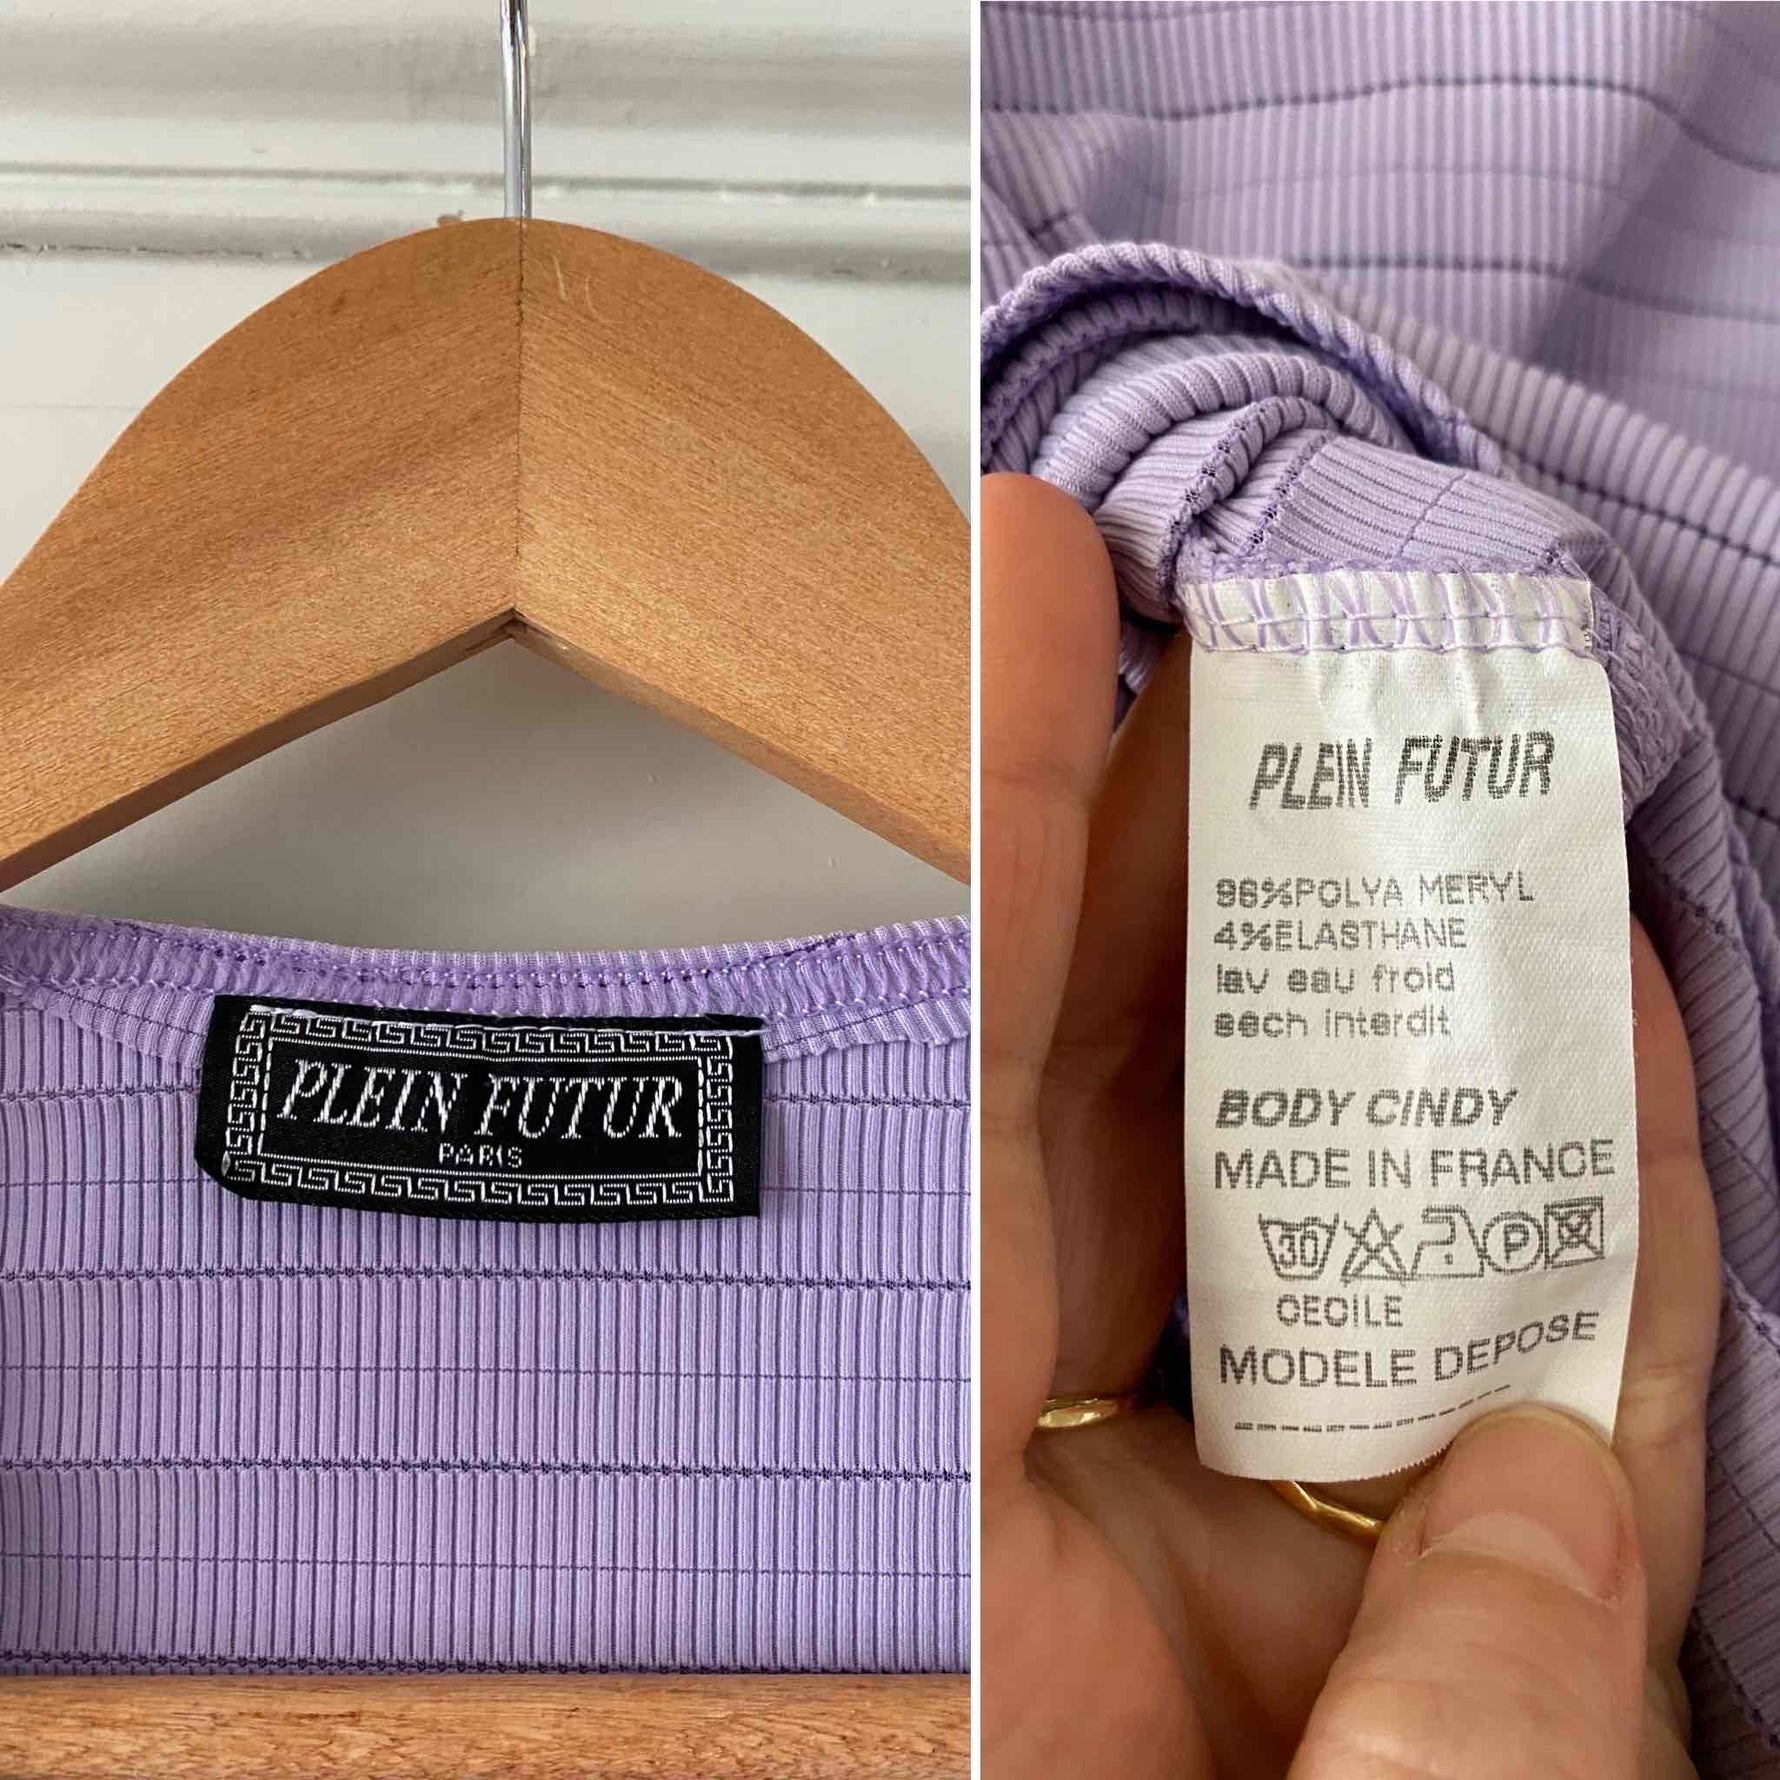 PLEIN FUTUR
PARIS
PLEIN FUTUR
96%POLYA MERYL
4%ELASTHANE
lav eau froid
sech interdit
BODY CINDY
MADE IN FRANCE
30 P
CECILE
MODELE DEPOSE